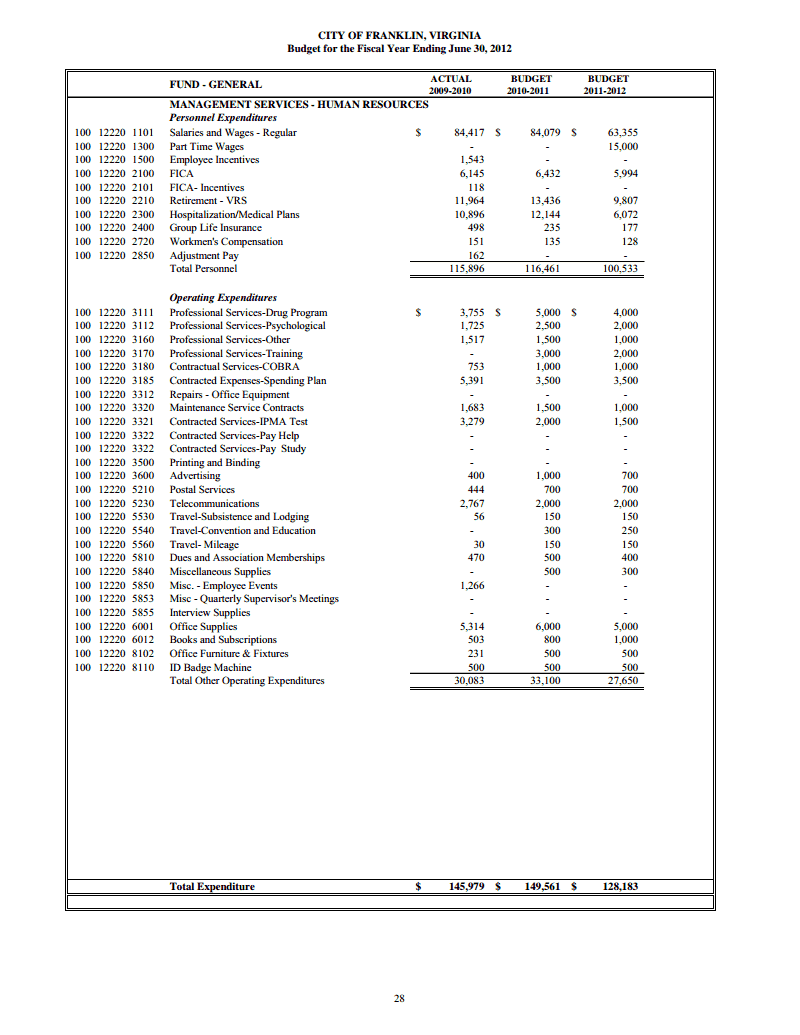 CITY OF FRANKLIN, VIRGINIA
Budget for the Fiscal Year Ending June 30, 2012
FUND - GENERAL ACTUAL 2009-2010 BUDGET 2010-2011 BUDGET 2011-2012
MANAGEMENT SERVICES - HUMAN RESOURCES
Personnel Expenditures
100 12220 1101 Salaries and Wages - Regular $ 84,417 $ 84,079 $ 63,355
100 12220 1300 Part Time Wages - - 15,000
100 12220 1500 Employee Incentives 1,543 - -
100 12220 2100 FICA 6,145 6,432 5,994
100 12220 2101 FICA- Incentives 118 - -
100 12220 2210 Retirement - VRS 11,964 13,436 9,807
100 12220 2300 Hospitalization/Medical Plans 10,896 12,144 6,072
100 12220 2400 Group Life Insurance 498 235 177
100 12220 2720 Workmen's Compensation 151 135 128
100 12220 2850 Adjustment Pay 162 - -
Total Personnel 115,896 116,461 100,533
Operating Expenditures
100 12220 3111 Professional Services-Drug Program $ 3,755 $ 5,000 $ 4,000
100 12220 3112 Professional Services-Psychological 1,725 2,500 2,000
100 12220 3160 Professional Services-Other 1,517 1,500 1,000
100 12220 3170 Professional Services-Training - 3,000 2,000
100 12220 3180 Contractual Services-COBRA 753 1,000 1,000
100 12220 3185 Contracted Expenses-Spending Plan 5,391 3,500 3,500
100 12220 3312 Repairs - Office Equipment - - -
100 12220 3320 Maintenance Service Contracts 1,683 1,500 1,000
100 12220 3321 Contracted Services-IPMA Test 3,279 2,000 1,500
100 12220 3322 Contracted Services-Pay Help - - -
100 12220 3322 Contracted Services-Pay Study - - -
100 12220 3500 Printing and Binding - - -
100 12220 3600 Advertising 400 1,000 700
100 12220 5210 Postal Services 444 700 700
100 12220 5230 Telecommunications 2,767 2,000 2,000
100 12220 5530 Travel-Subsistence and Lodging 56 150 150
100 12220 5540 Travel-Convention and Education - 300 250
100 12220 5560 Travel- Mileage 30 150 150
100 12220 5810 Dues and Association Memberships 470 500 400
100 12220 5840 Miscellaneous Supplies - 500 300
100 12220 5850 Misc. - Employee Events 1,266 - -
100 12220 5853 Misc - Quarterly Supervisor's Meetings - - -
100 12220 5855 Interview Supplies - - -
100 12220 6001 Office Supplies 5,314 6,000 5,000
100 12220 6012 Books and Subscriptions 503 800 1,000
100 12220 8102 Office Furniture & Fixtures 231 500 500
100 12220 8110 ID Badge Machine 500 500 500
Total Other Operating Expenditures 30,083 33,100 27,650
Total Expenditure $ 145,979 $ 149,561 $ 128,183
28